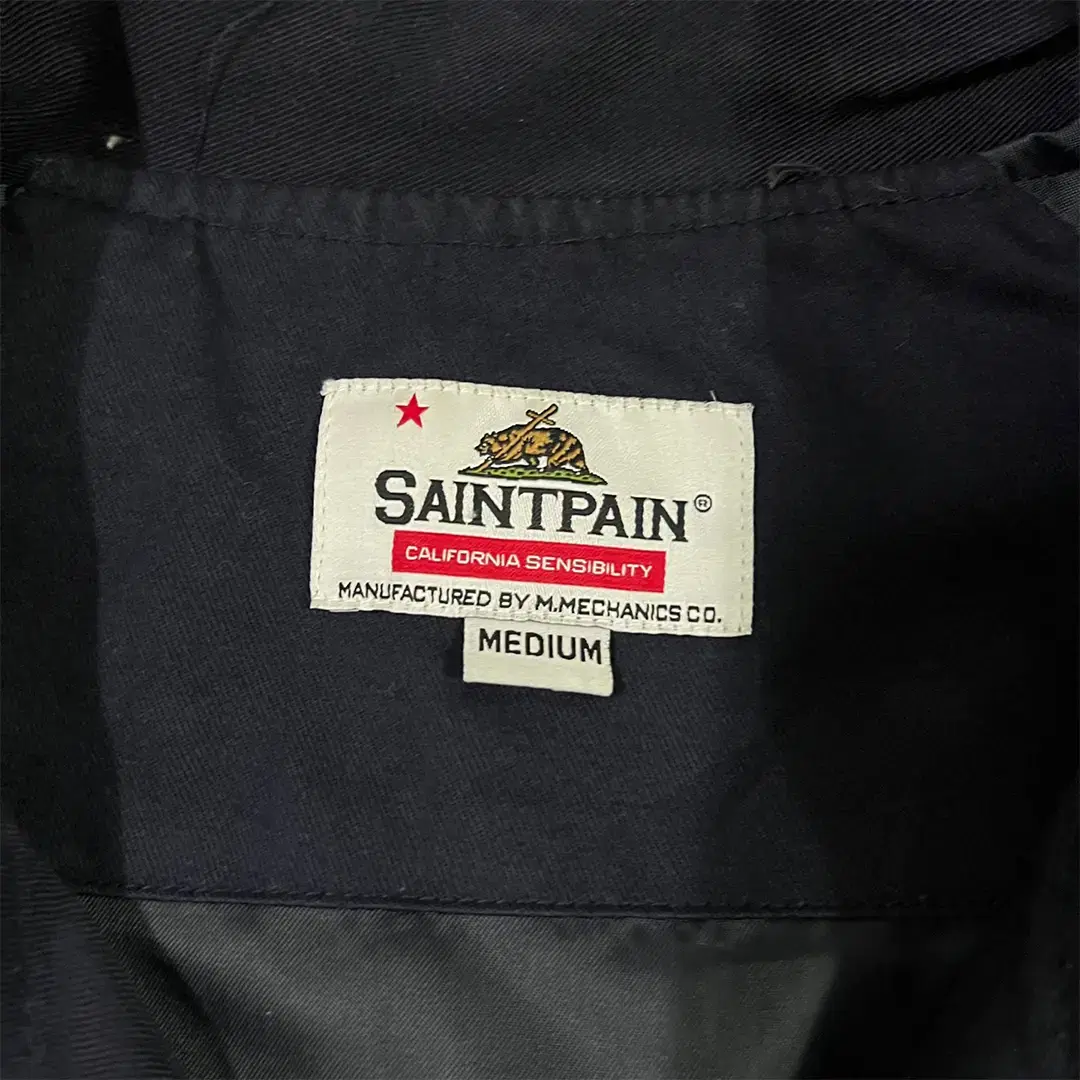 SAINTPAIN®
CALIFORNIA SENSIBILITY
MANUFACTURED BY M.MECHANICS CO.
MEDIUM